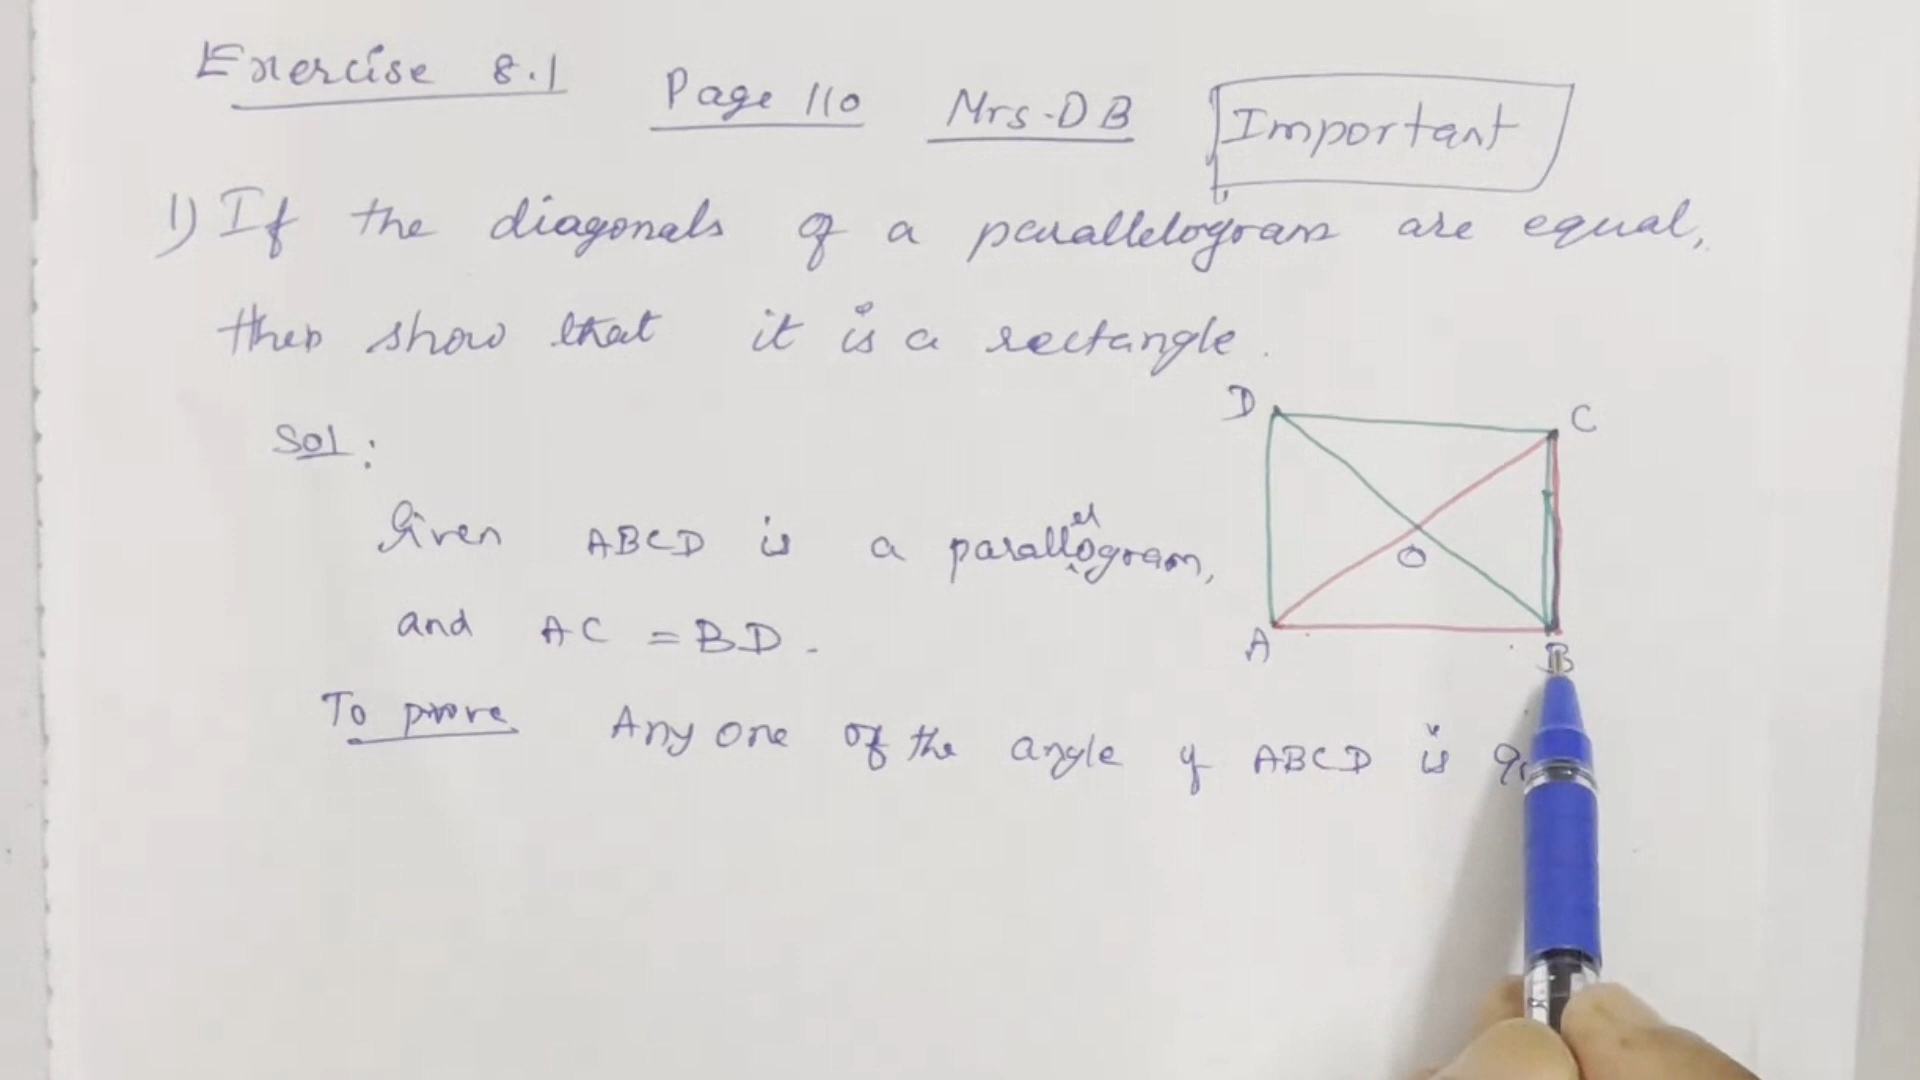 Exercise 8.1 Page 110 Mrs.DB Important
1) If the diagonals of a parallelogram are equal,
then show that it is a rectangle.
Sol:
Given ABCD is a parallelogram,
and AC = BD.
To prove Any one of the angle of ABCD is
D C
O
A B